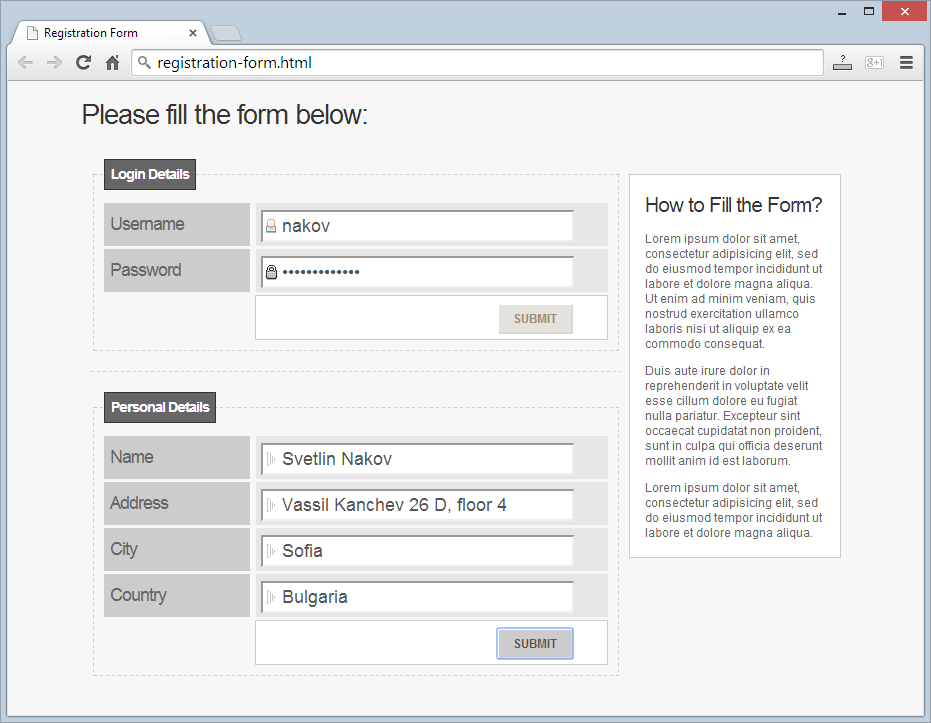 Registration Form
registration-form.html
Please fill the form below:
Login Details
Username
nakov
Password
•••••••••••••
SUBMIT
Personal Details
Name
Svetlin Nakov
Address
Vassil Kanchev 26 D, floor 4
City
Sofia
Country
Bulgaria
SUBMIT
How to Fill the Form?
Lorem ipsum dolor sit amet,
consectetur adipisicing elit, sed
do eiusmod tempor incididunt ut
labore et dolore magna aliqua.
Ut enim ad minim veniam, quis
nostrud exercitation ullamco
laboris nisi ut aliquip ex ea
commodo consequat.
Duis aute irure dolor in
reprehenderit in voluptate velit
esse cillum dolore eu fugiat
nulla pariatur. Excepteur sint
occaecat cupidatat non proident,
sunt in culpa qui officia deserunt
mollit anim id est laborum.
Lorem ipsum dolor sit amet,
consectetur adipisicing elit, sed
do eiusmod tempor incididunt ut
labore et dolore magna aliqua.
?
g+1